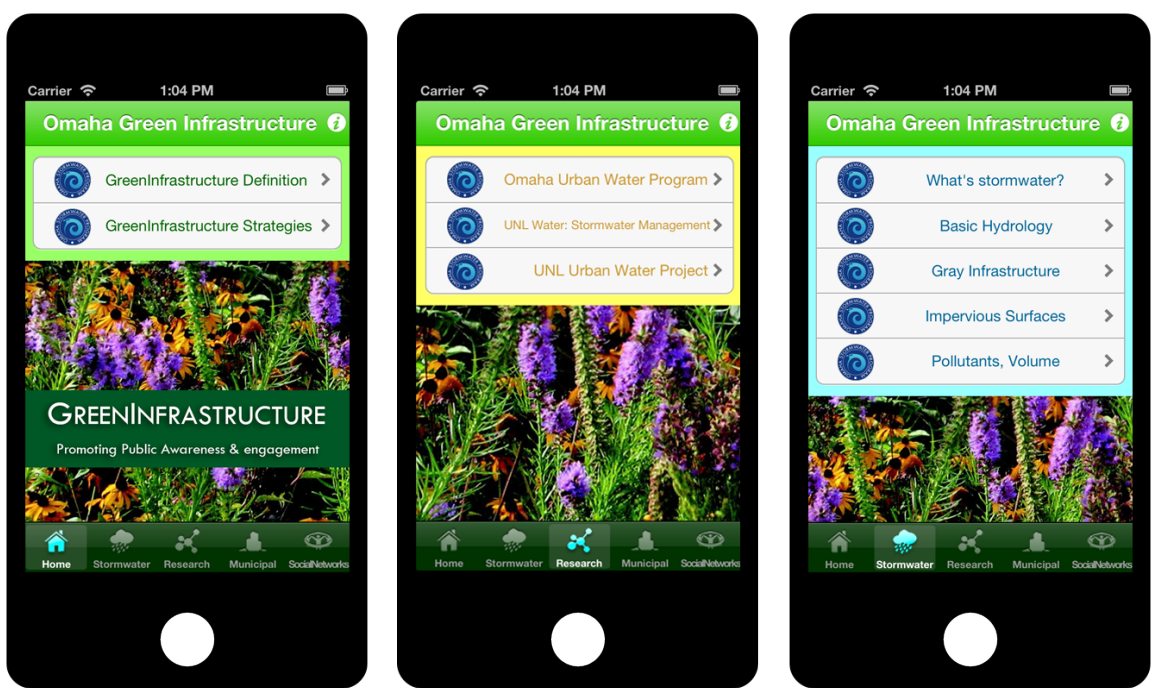 Carrier 1:04 PM
Omaha Green Infrastructure i
GreenInfrastructure Definition
GreenInfrastructure Strategies
GREENINFRASTRUCTURE
Promoting Public Awareness & engagement
Home Stormwater Research Municipal SocialNetworks
Carrier 1:04 PM
Omaha Green Infrastructure i
Omaha Urban Water Program
UNL Water: Stormwater Management
UNL Urban Water Project
Home Stormwater Research Municipal SocialNetworks
Carrier 1:04 PM
Omaha Green Infrastructure i
What's stormwater?
Basic Hydrology
Gray Infrastructure
Impervious Surfaces
Pollutants, Volume
Home Stormwater Research Municipal SocialNetworks